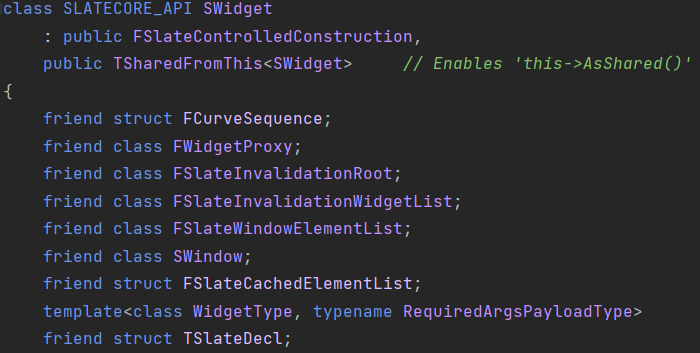 class SLATECORE_API SWidget
: public FSlateControlledConstruction,
public TSharedFromThis<SWidget> // Enables 'this->AsShared()'
{
friend struct FCurveSequence;
friend class FWidgetProxy;
friend class FSlateInvalidationRoot;
friend class FSlateInvalidationWidgetList;
friend class FSlateWindowElementList;
friend class SWindow;
friend struct FSlateCachedElementList;
template<class WidgetType, typename RequiredArgsPayloadType>
friend struct TSlateDecl;